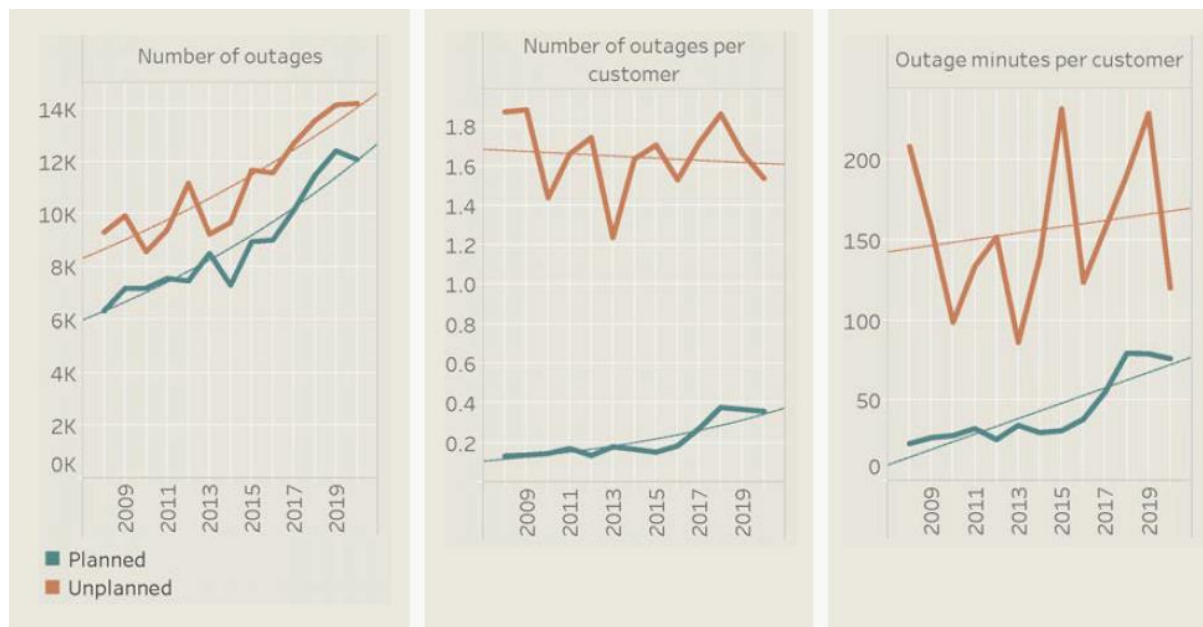 Number of outages
14K
12K
10K
8K
6K
4K
2K
0K
2009
2011
2013
2015
2017
2019
Planned
Unplanned
Number of outages per
customer
1.8
1.6
1.4
1.2
1.0
0.8
0.6
0.4
0.2
2009
2011
2013
2015
2017
2019
Outage minutes per customer
200
150
100
50
0
2009
2011
2013
2015
2017
2019